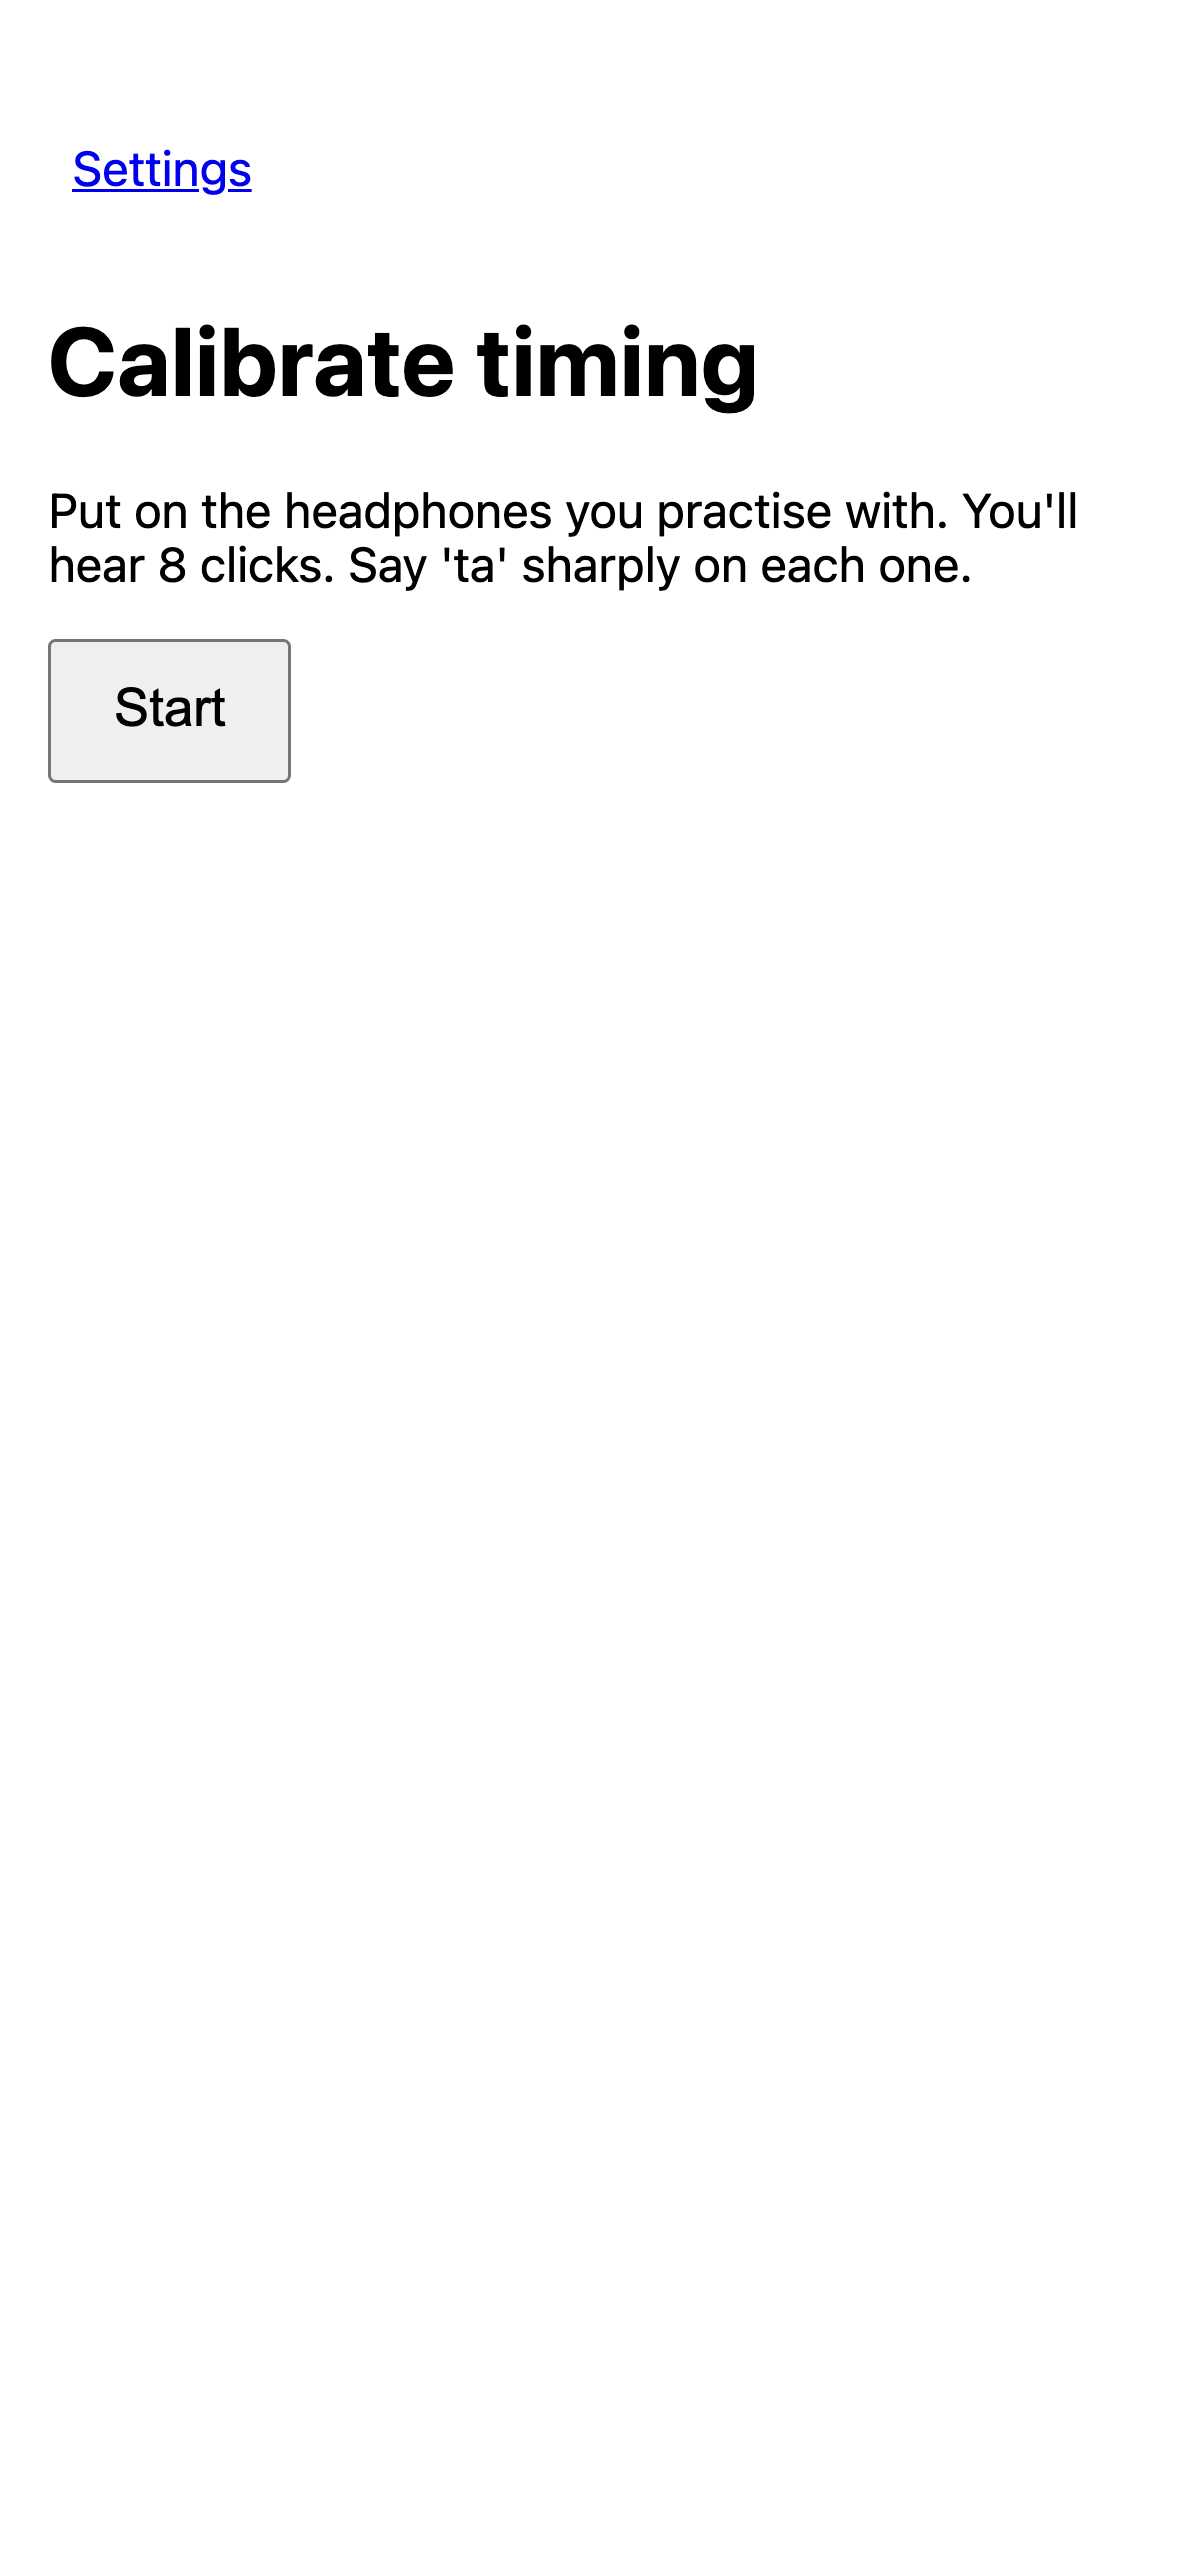 Settings
Calibrate timing
Put on the headphones you practise with. You'll
hear 8 clicks. Say 'ta' sharply on each one.
Start